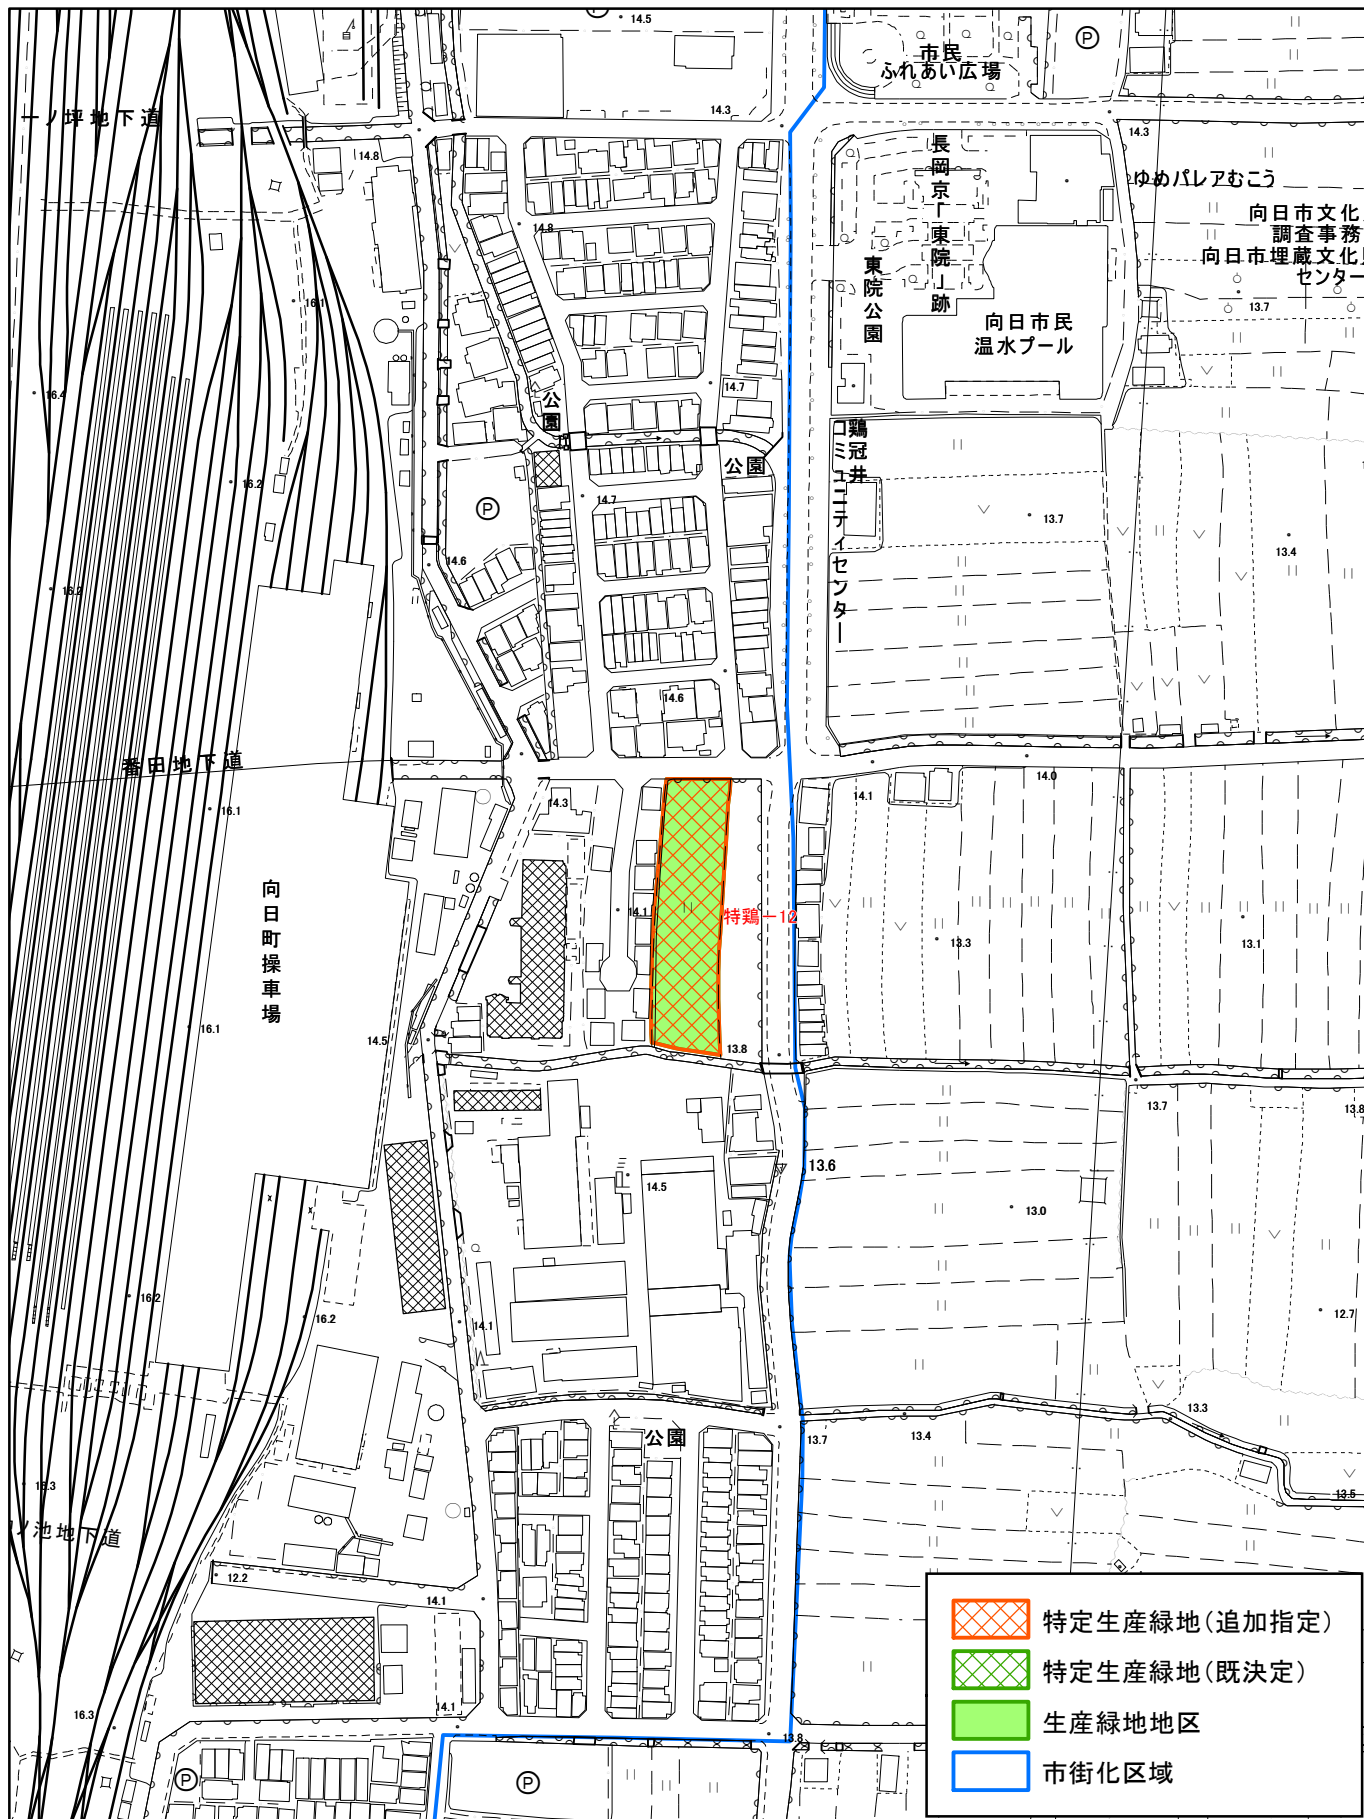 14.5
市民
ふれあい広場
P
一ノ坪地下道
14.3
14.3
14.8
長岡京「東院」跡
ゆめパレアむこう
向日市文化
調査事務
向日市埋蔵文化
センター
14.8
東院公園
16.1
13.7
向日市民
温水プール
16.4
14.7
公園
鶏冠井
コミュニティセンター
公園
16.2
14.7
P
13.7
13.4
14.6
16.2
14.6
番田地下道
14.0
14.1
14.3
16.1
向日町操車場
14.1
特鶏－12
13.3
13.1
16.1
14.5
13.8
13.7
13.8
13.6
14.5
13.0
16.2
16.2
14.1
12.7
13.3
公園
13.7
13.4
16.3
13.5
ノ池地下道
12.2
14.1
14.1
16.3
13.8
P
P
特定生産緑地（追加指定）
特定生産緑地（既決定）
生産緑地地区
市街化区域